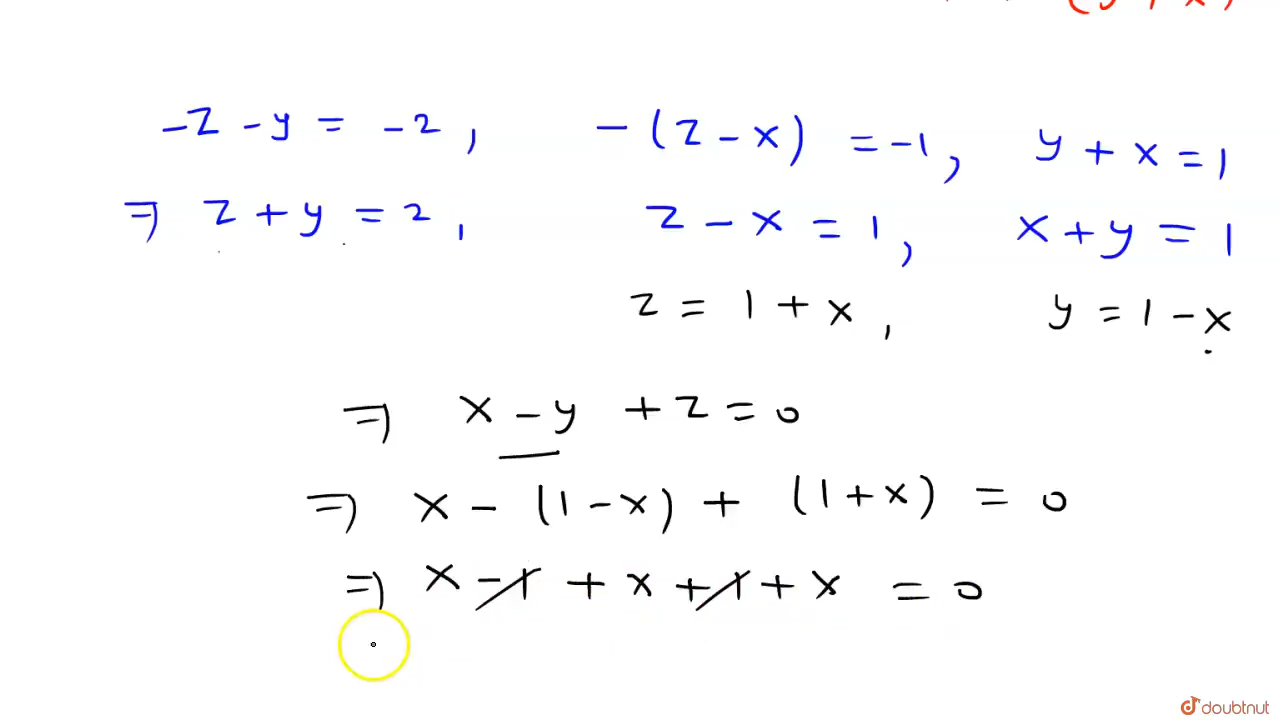 (y + x)
-z - y = -2, -(z - x) = -1, y + x = 1
⇒ z + y = 2, z - x = 1, x + y = 1
z = 1 + x, y = 1 - x
⇒ x - y + z = 0
⇒ x - (1 - x) + (1 + x) = 0
⇒ x - 1 + x + 1 + x = 0
doubtnut